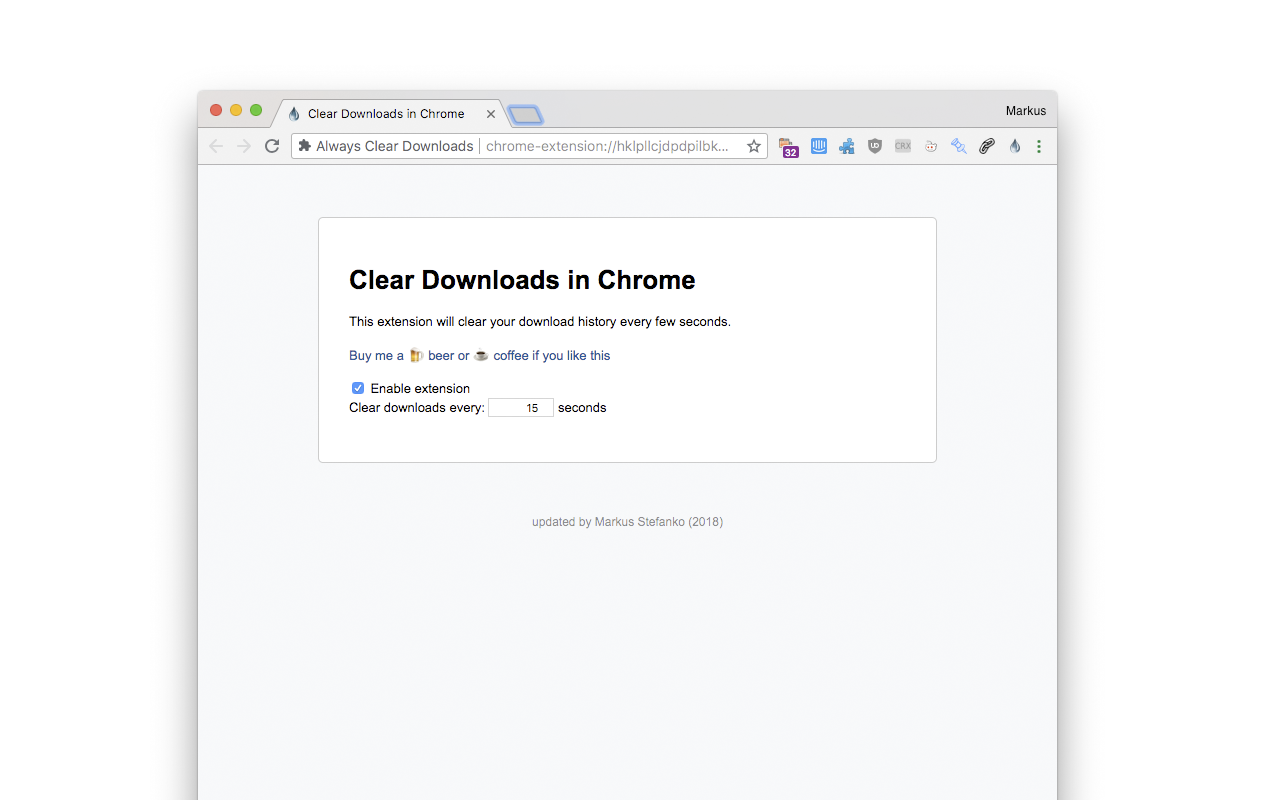 Clear Downloads in Chrome
Markus
Always Clear Downloads chrome-extension://hklpllcjdpdpilbk...
32
UD
CRX
Clear Downloads in Chrome
This extension will clear your download history every few seconds.
Buy me a 🍺 beer or ☕ coffee if you like this
Enable extension
Clear downloads every: 15 seconds
updated by Markus Stefanko (2018)